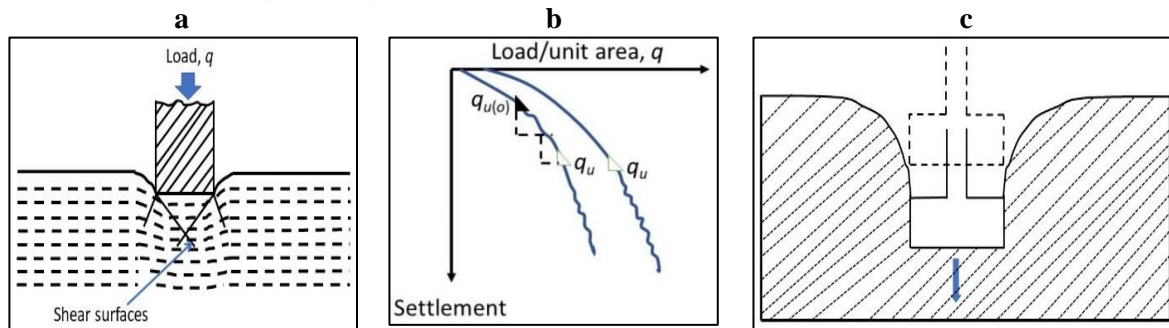 a
b
c
Load, q
Shear surfaces
Load/unit area, q
qu(o)
qu
qu
Settlement